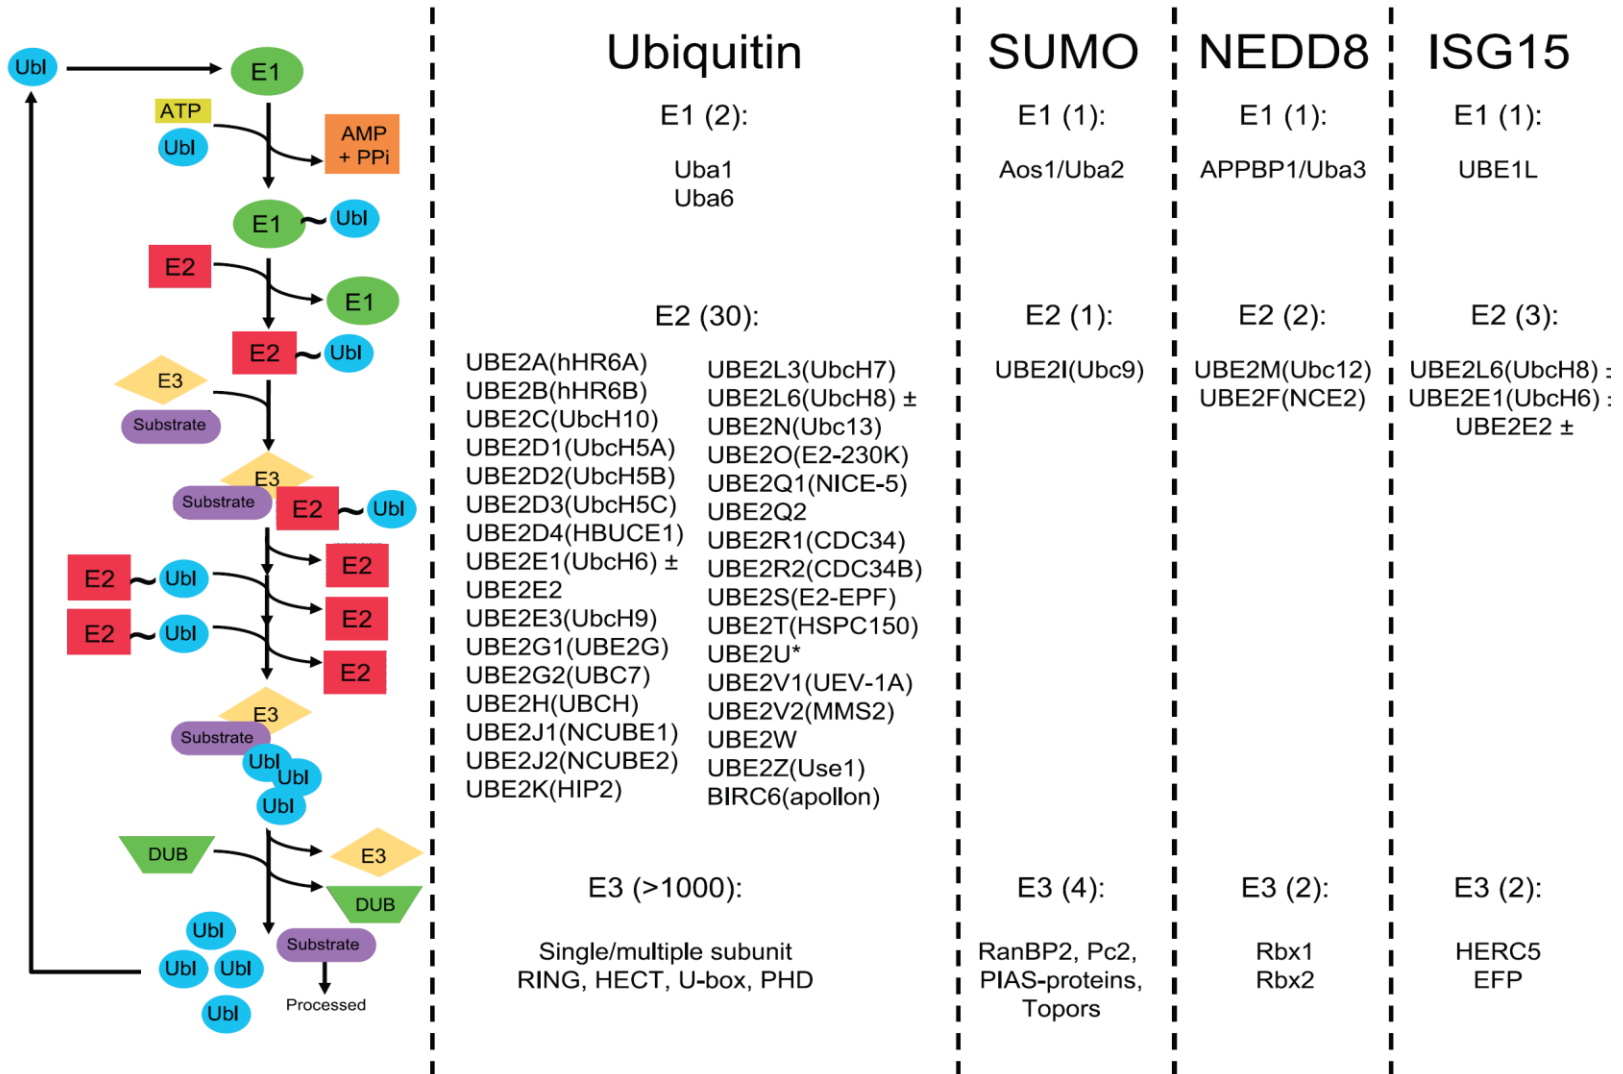 Ubl
E1
ATP
Ubl
AMP
+ PPi
E1
Ubl
E2
E1
E2
Ubl
E3
Substrate
E3
Substrate
E2
Ubl
E2
E2
Ubl
E2
E2
Ubl
E2
E3
Substrate
Ubl
Ubl
Ubl
DUB
E3
DUB
Ubl
Ubl
Ubl
Ubl
Substrate
Processed
Ubiquitin
E1 (2):
Uba1
Uba6
E2 (30):
UBE2A(hHR6A)
UBE2B(hHR6B)
UBE2C(UbcH10)
UBE2D1(UbcH5A)
UBE2D2(UbcH5B)
UBE2D3(UbcH5C)
UBE2D4(HBUCE1)
UBE2E1(UbcH6) ±
UBE2E2
UBE2E3(UbcH9)
UBE2G1(UBE2G)
UBE2G2(UBC7)
UBE2H(UBCH)
UBE2J1(NCUBE1)
UBE2J2(NCUBE2)
UBE2K(HIP2)
UBE2L3(UbcH7)
UBE2L6(UbcH8) ±
UBE2N(Ubc13)
UBE2O(E2-230K)
UBE2Q1(NICE-5)
UBE2Q2
UBE2R1(CDC34)
UBE2R2(CDC34B)
UBE2S(E2-EPF)
UBE2T(HSPC150)
UBE2U*
UBE2V1(UEV-1A)
UBE2V2(MMS2)
UBE2W
UBE2Z(Use1)
BIRC6(apollon)
E3 (>1000):
Single/multiple subunit
RING, HECT, U-box, PHD
SUMO
E1 (1):
Aos1/Uba2
E2 (1):
UBE2I(Ubc9)
E3 (4):
RanBP2, Pc2,
PIAS-proteins,
Topors
NEDD8
E1 (1):
APPBP1/Uba3
E2 (2):
UBE2M(Ubc12)
UBE2F(NCE2)
E3 (2):
Rbx1
Rbx2
ISG15
E1 (1):
UBE1L
E2 (3):
UBE2L6(UbcH8) ±
UBE2E1(UbcH6) ±
UBE2E2 ±
E3 (2):
HERC5
EFP